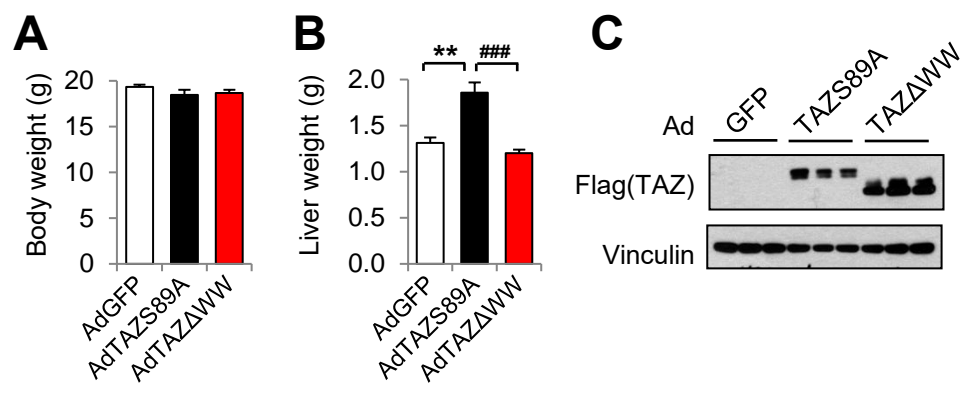 A
Body weight (g)
20
15
10
5
0
AdGFP
AdTAZS89A
AdTAZΔWW
B
Liver weight (g)
2.0
1.5
1.0
0.5
0.0
**
###
AdGFP
AdTAZS89A
AdTAZΔWW
C
Ad
GFP
TAZS89A
TAZΔWW
Flag(TAZ)
Vinculin